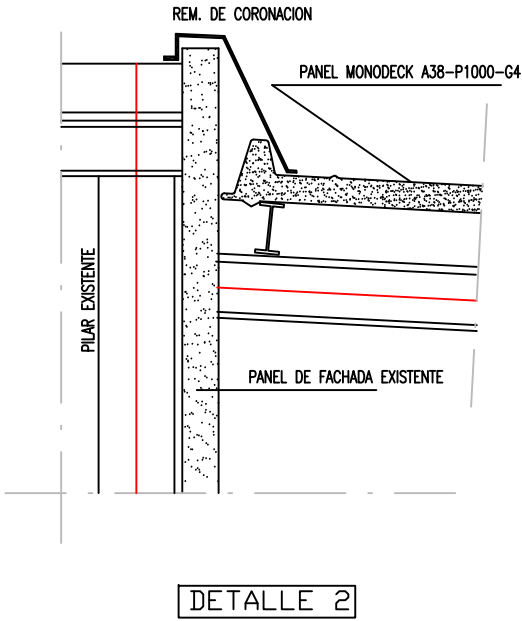 REM. DE CORONACION
PANEL MONODECK A38-P1000-G4
PILAR EXISTENTE
PANEL DE FACHADA EXISTENTE
DETALLE 2